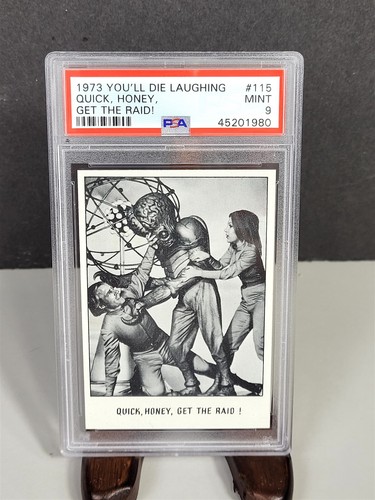 1973 YOU'LL DIE LAUGHING #115
QUICK, HONEY, MINT
GET THE RAID! 9
PSA 45201980
QUICK, HONEY, GET THE RAID !